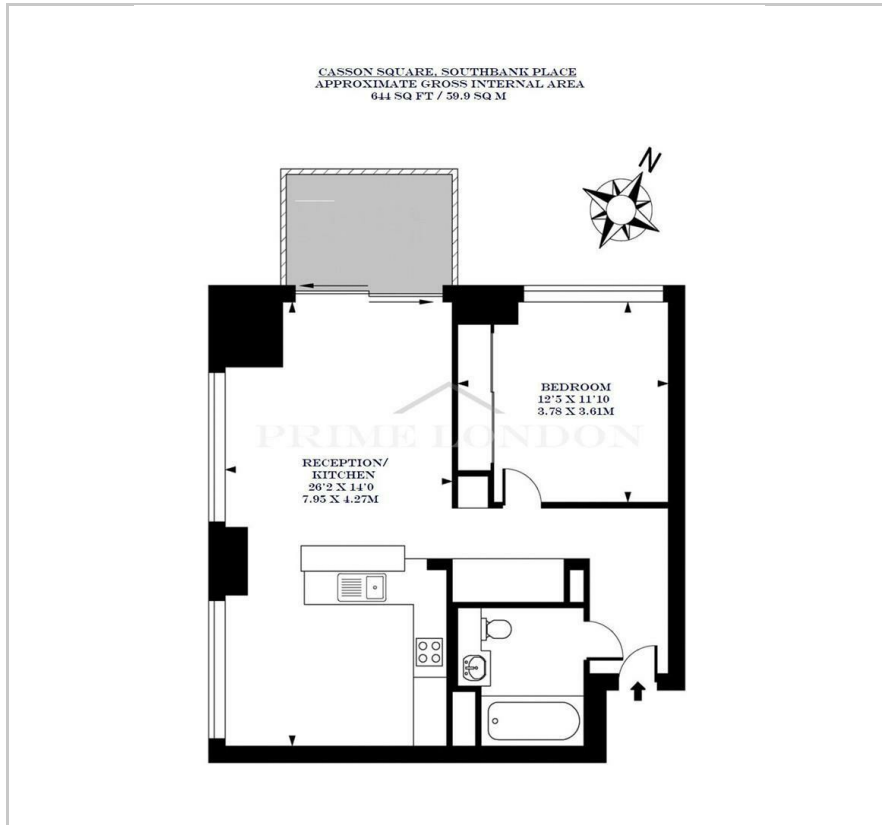 CASSON SQUARE, SOUTHBANK PLACE
APPROXIMATE GROSS INTERNAL AREA
644 SQ FT / 59.9 SQ M
N
BEDROOM
12'5 X 11'10
3.78 X 3.61M
PRIME LONDON
RECEPTION/
KITCHEN
26'2 X 14'0
7.95 X 4.27M